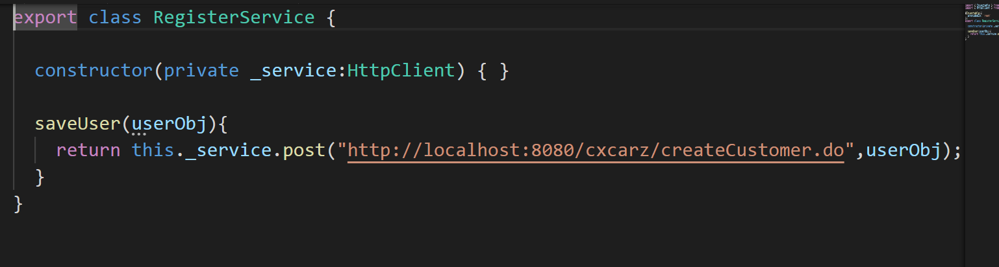 export class RegisterService {
constructor(private _service:HttpClient) { }
saveUser(userObj){
return this._service.post("http://localhost:8080/cxcarz/createCustomer.do",userObj);
}
}